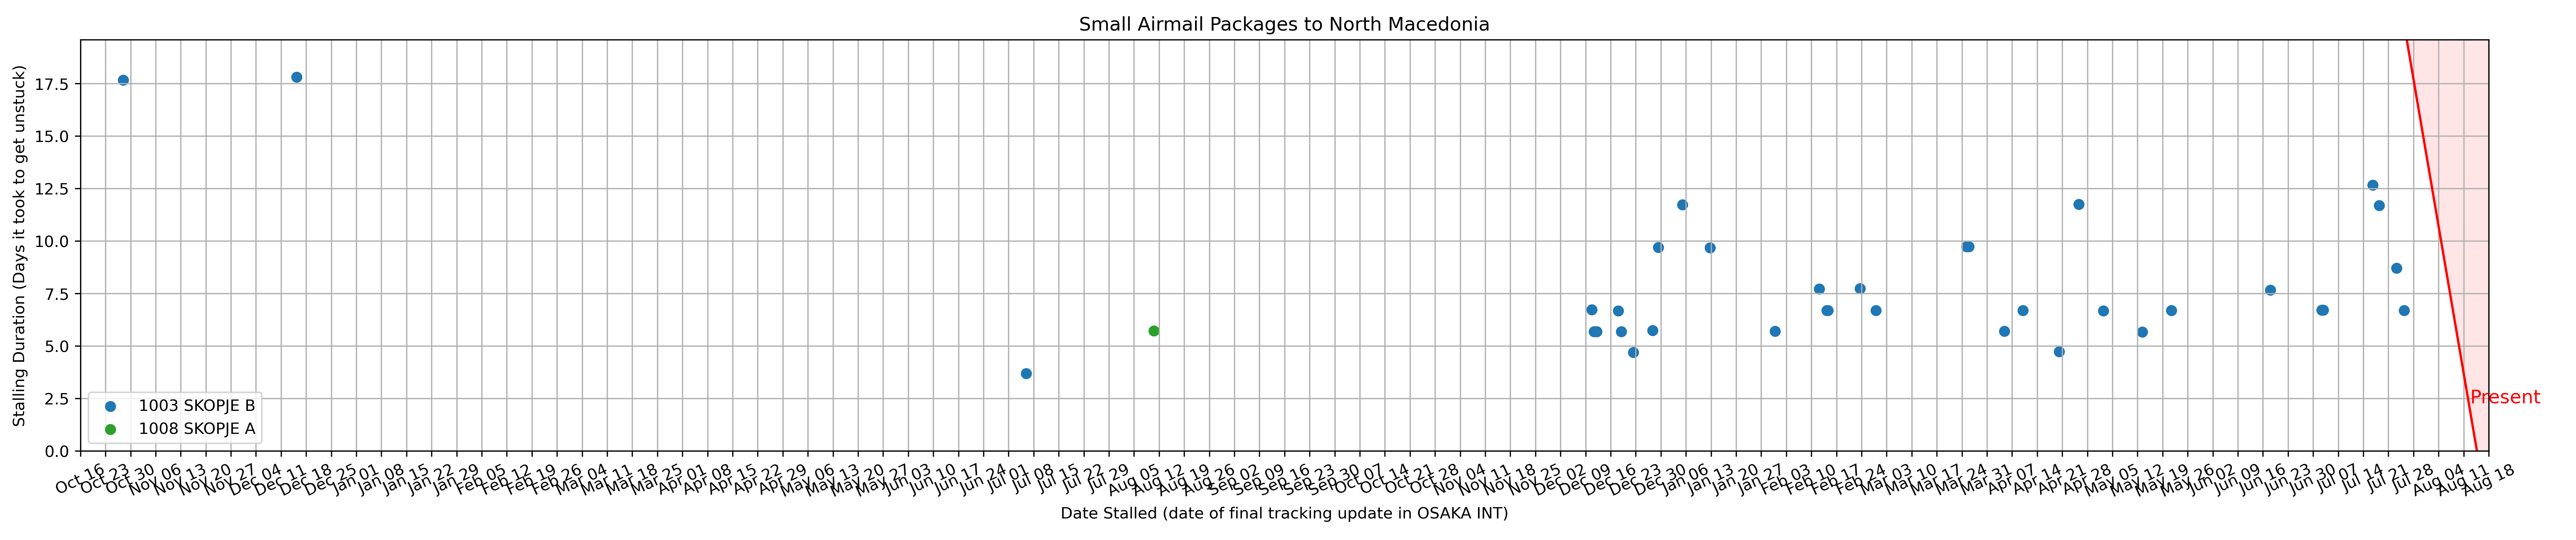 Small Airmail Packages to North Macedonia
Stalling Duration (Days it took to get unstuck)
17.5
15.0
12.5
10.0
7.5
5.0
2.5
0.0
1003 SKOPJE B
1008 SKOPJE A
Present
Oct 16 Oct 23 Oct 30 Nov 06 Nov 13 Nov 20 Nov 27 Dec 04 Dec 11 Dec 18 Dec 25 Jan 01 Jan 08 Jan 15 Jan 22 Jan 29 Feb 05 Feb 12 Feb 19 Feb 26 Mar 04 Mar 11 Mar 18 Mar 25 Apr 01 Apr 08 Apr 15 Apr 22 Apr 29 May 06 May 13 May 20 May 27 Jun 03 Jun 10 Jun 17 Jun 24 Jul 01 Jul 08 Jul 15 Jul 22 Jul 29 Aug 05 Aug 12 Aug 19 Aug 26 Sep 02 Sep 09 Sep 16 Sep 23 Sep 30 Oct 07 Oct 14 Oct 21 Oct 28 Nov 04 Nov 11 Nov 18 Nov 25 Dec 02 Dec 09 Dec 16 Dec 23 Dec 30 Jan 06 Jan 13 Jan 20 Jan 27 Feb 03 Feb 10 Feb 17 Feb 24 Mar 03 Mar 10 Mar 17 Mar 24 Mar 31 Apr 07 Apr 14 Apr 21 Apr 28 May 05 May 12 May 19 May 26 Jun 02 Jun 09 Jun 16 Jun 23 Jun 30 Jul 07 Jul 14 Jul 21 Jul 28 Aug 04 Aug 11 Aug 18
Date Stalled (date of final tracking update in OSAKA INT)